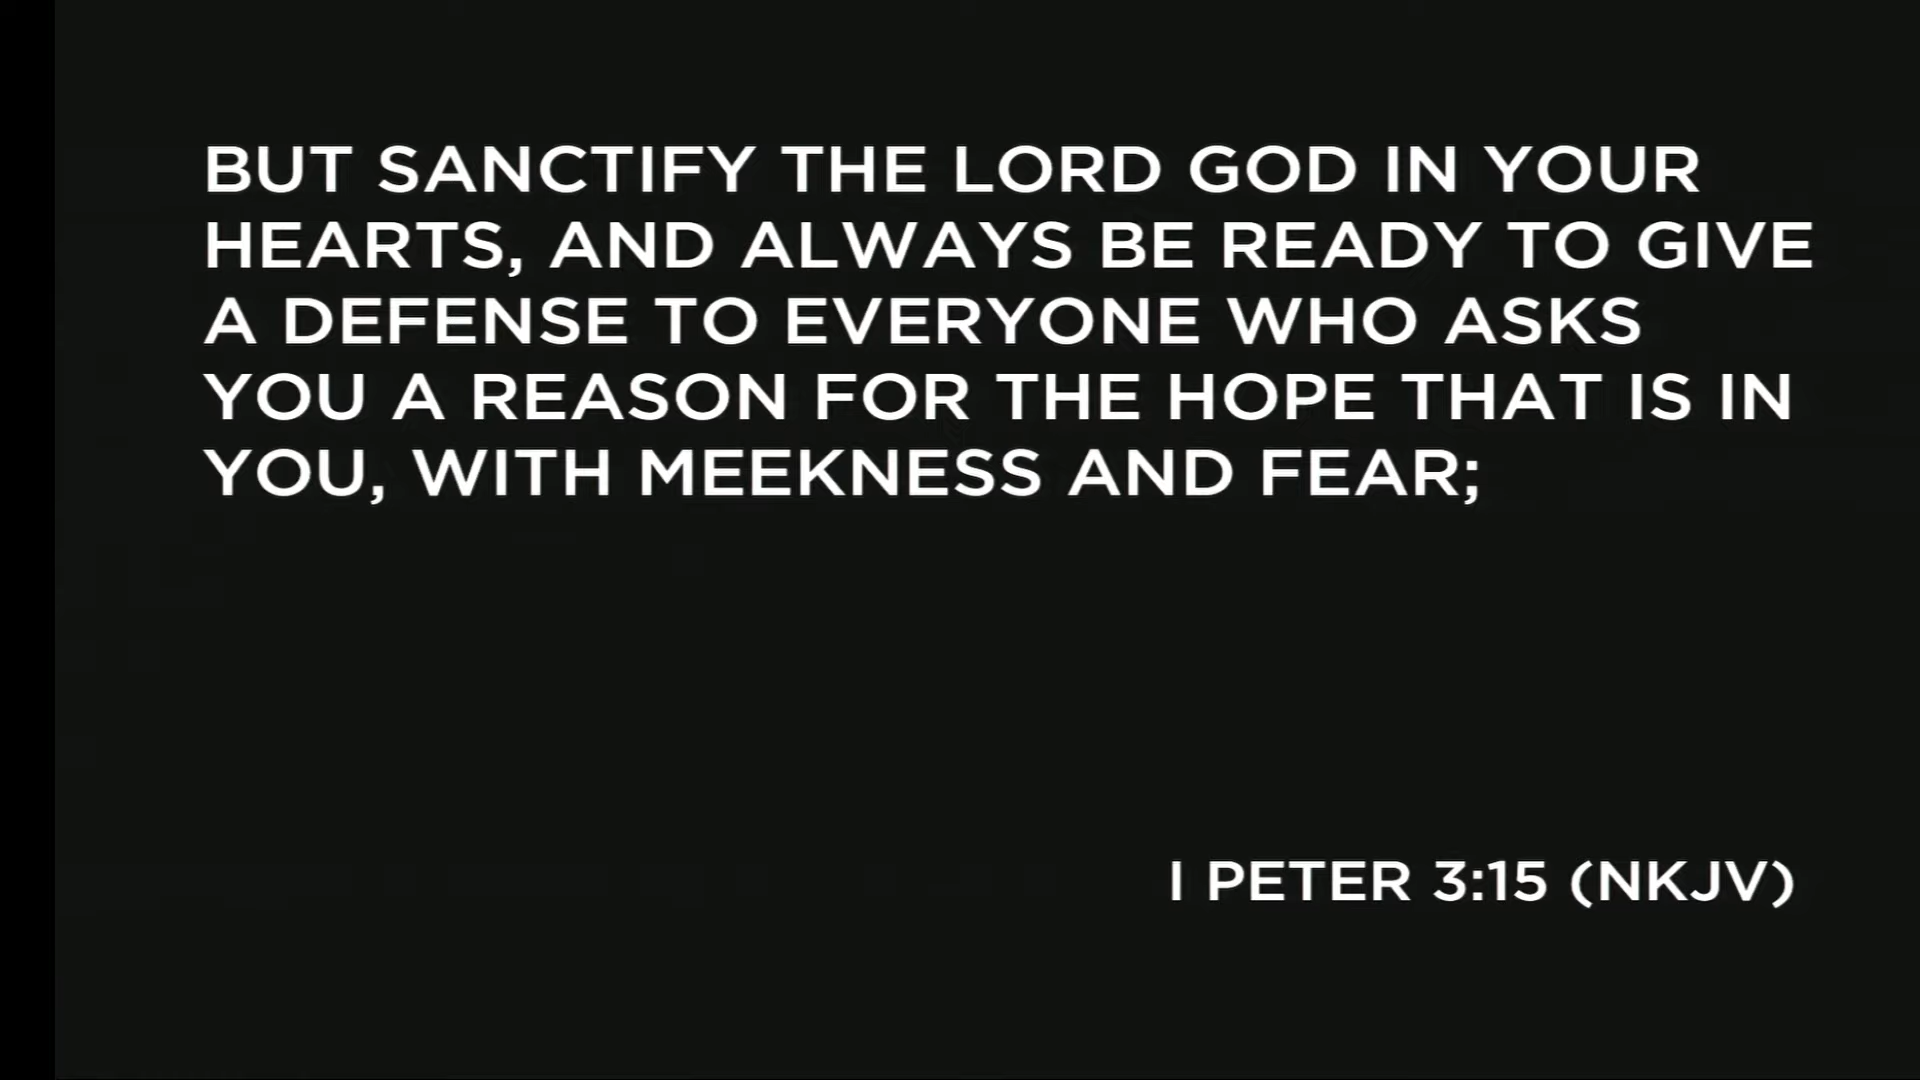 BUT SANCTIFY THE LORD GOD IN YOUR
HEARTS, AND ALWAYS BE READY TO GIVE
A DEFENSE TO EVERYONE WHO ASKS
YOU A REASON FOR THE HOPE THAT IS IN
YOU, WITH MEEKNESS AND FEAR;
I PETER 3:15 (NKJV)